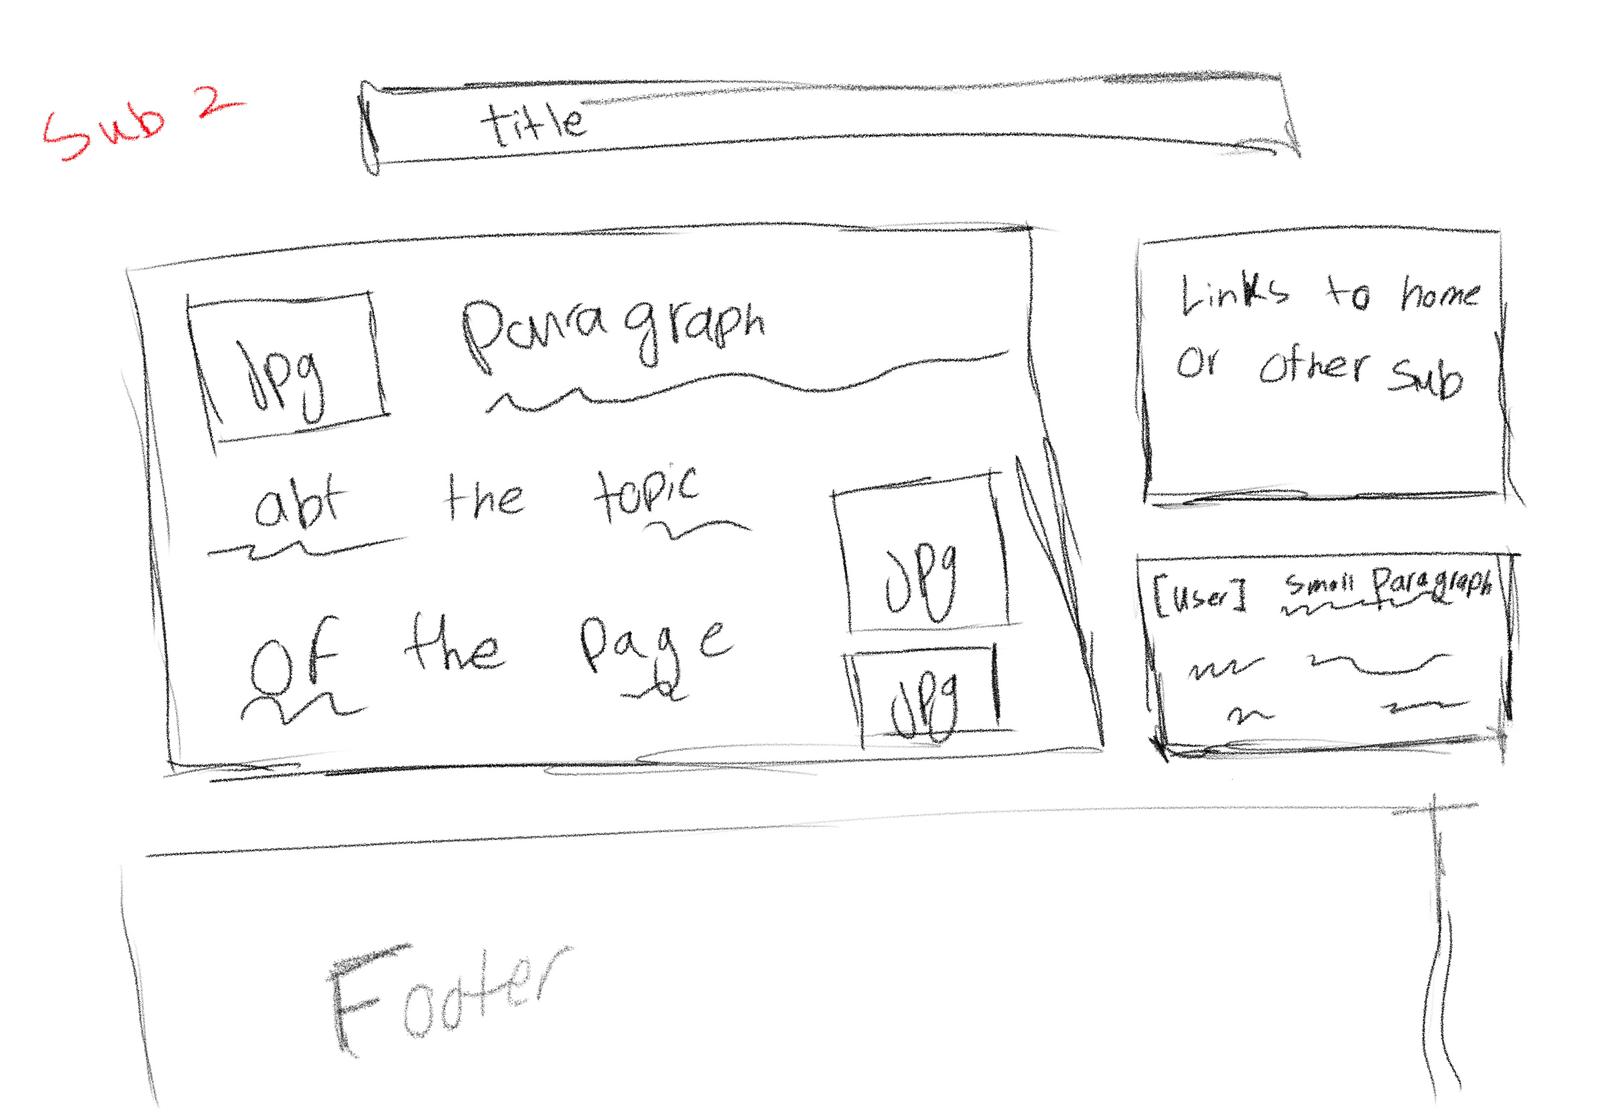 Sub 2
title
Jpg
Paragraph
abt the topic
Jpg
of the page
Jpg
Links to home
or other sub
[user] small paragraph
Footer